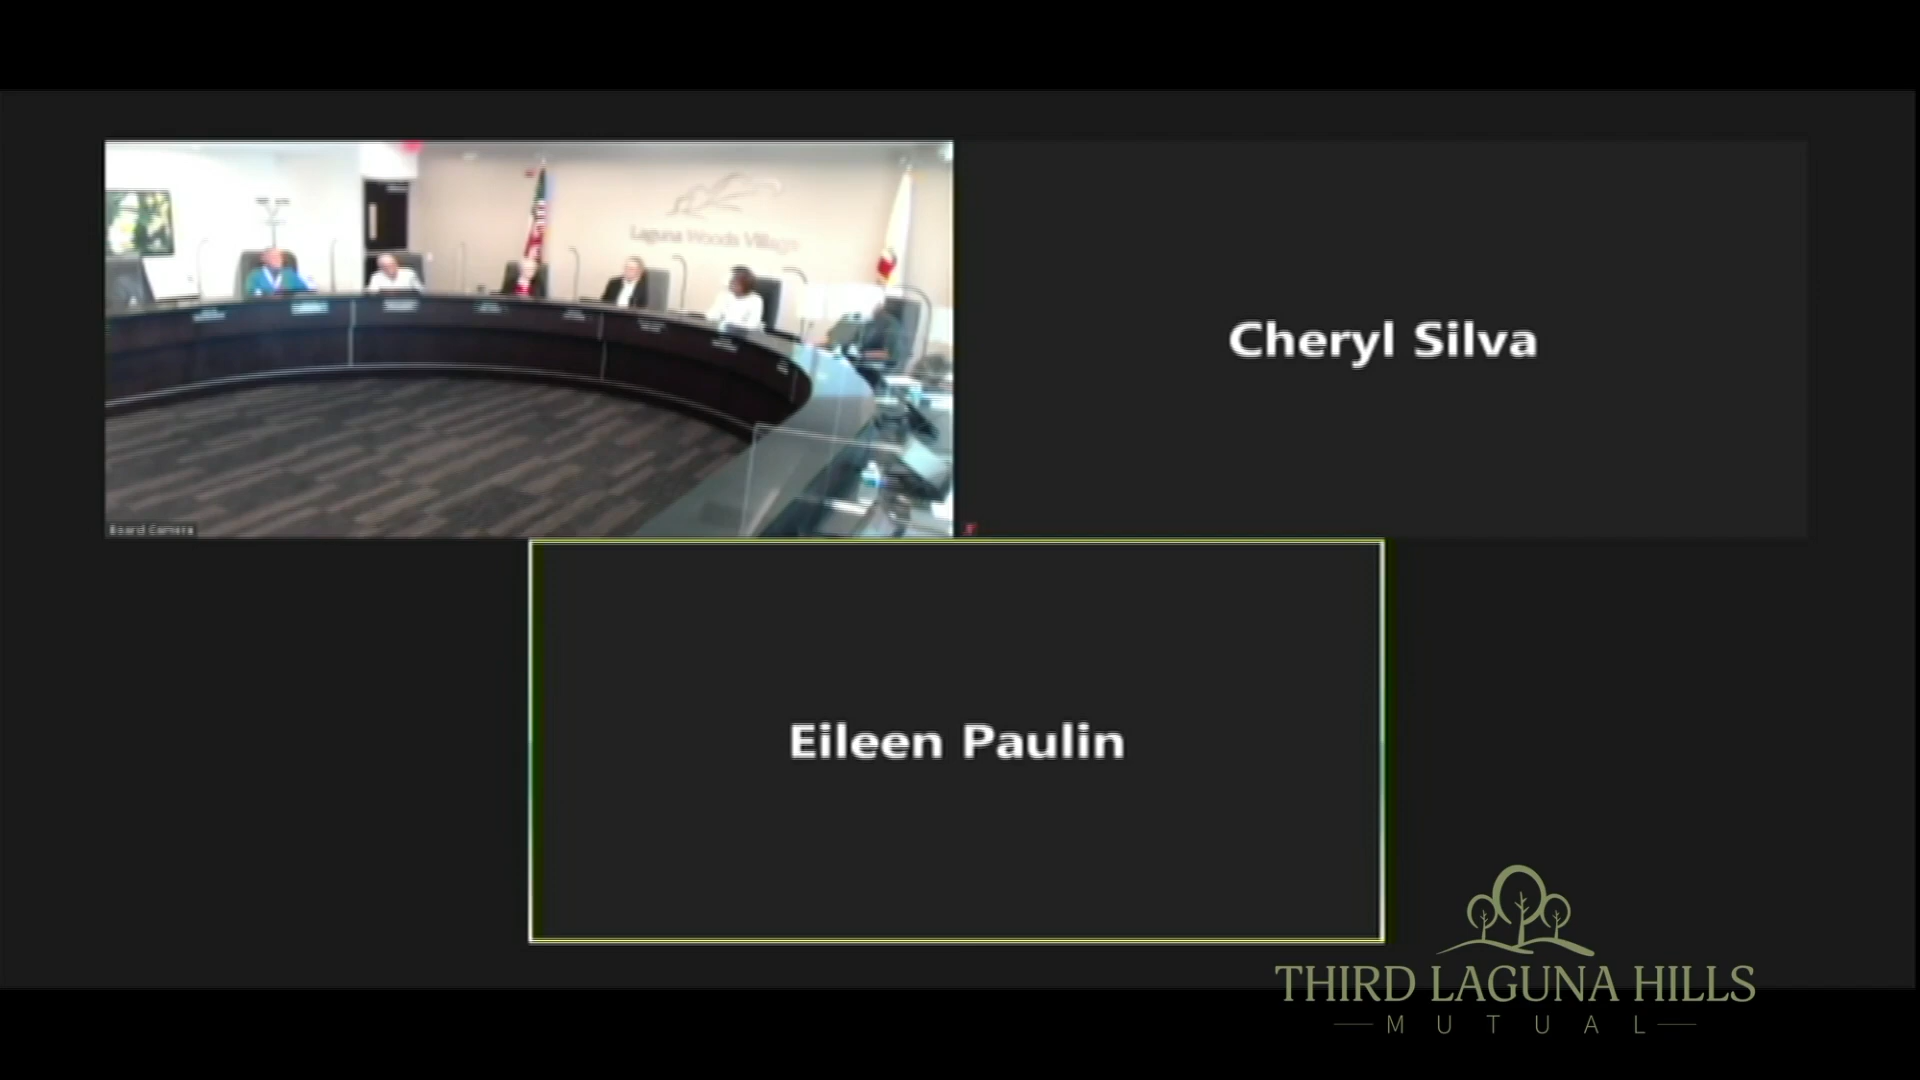 Laguna Woods Village
Board Camera
Cheryl Silva
Eileen Paulin
THIRD LAGUNA HILLS
MUTUAL